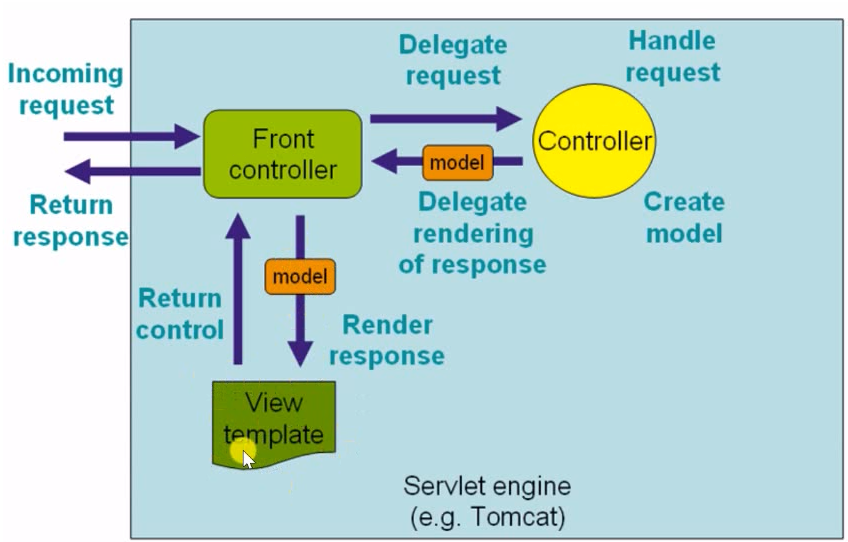 Incoming
request
Return
response
Front
controller
Delegate
request
Handle
request
Controller
model
Delegate
rendering
of response
Create
model
model
Return
control
Render
response
View
template
Servlet engine
(e.g. Tomcat)